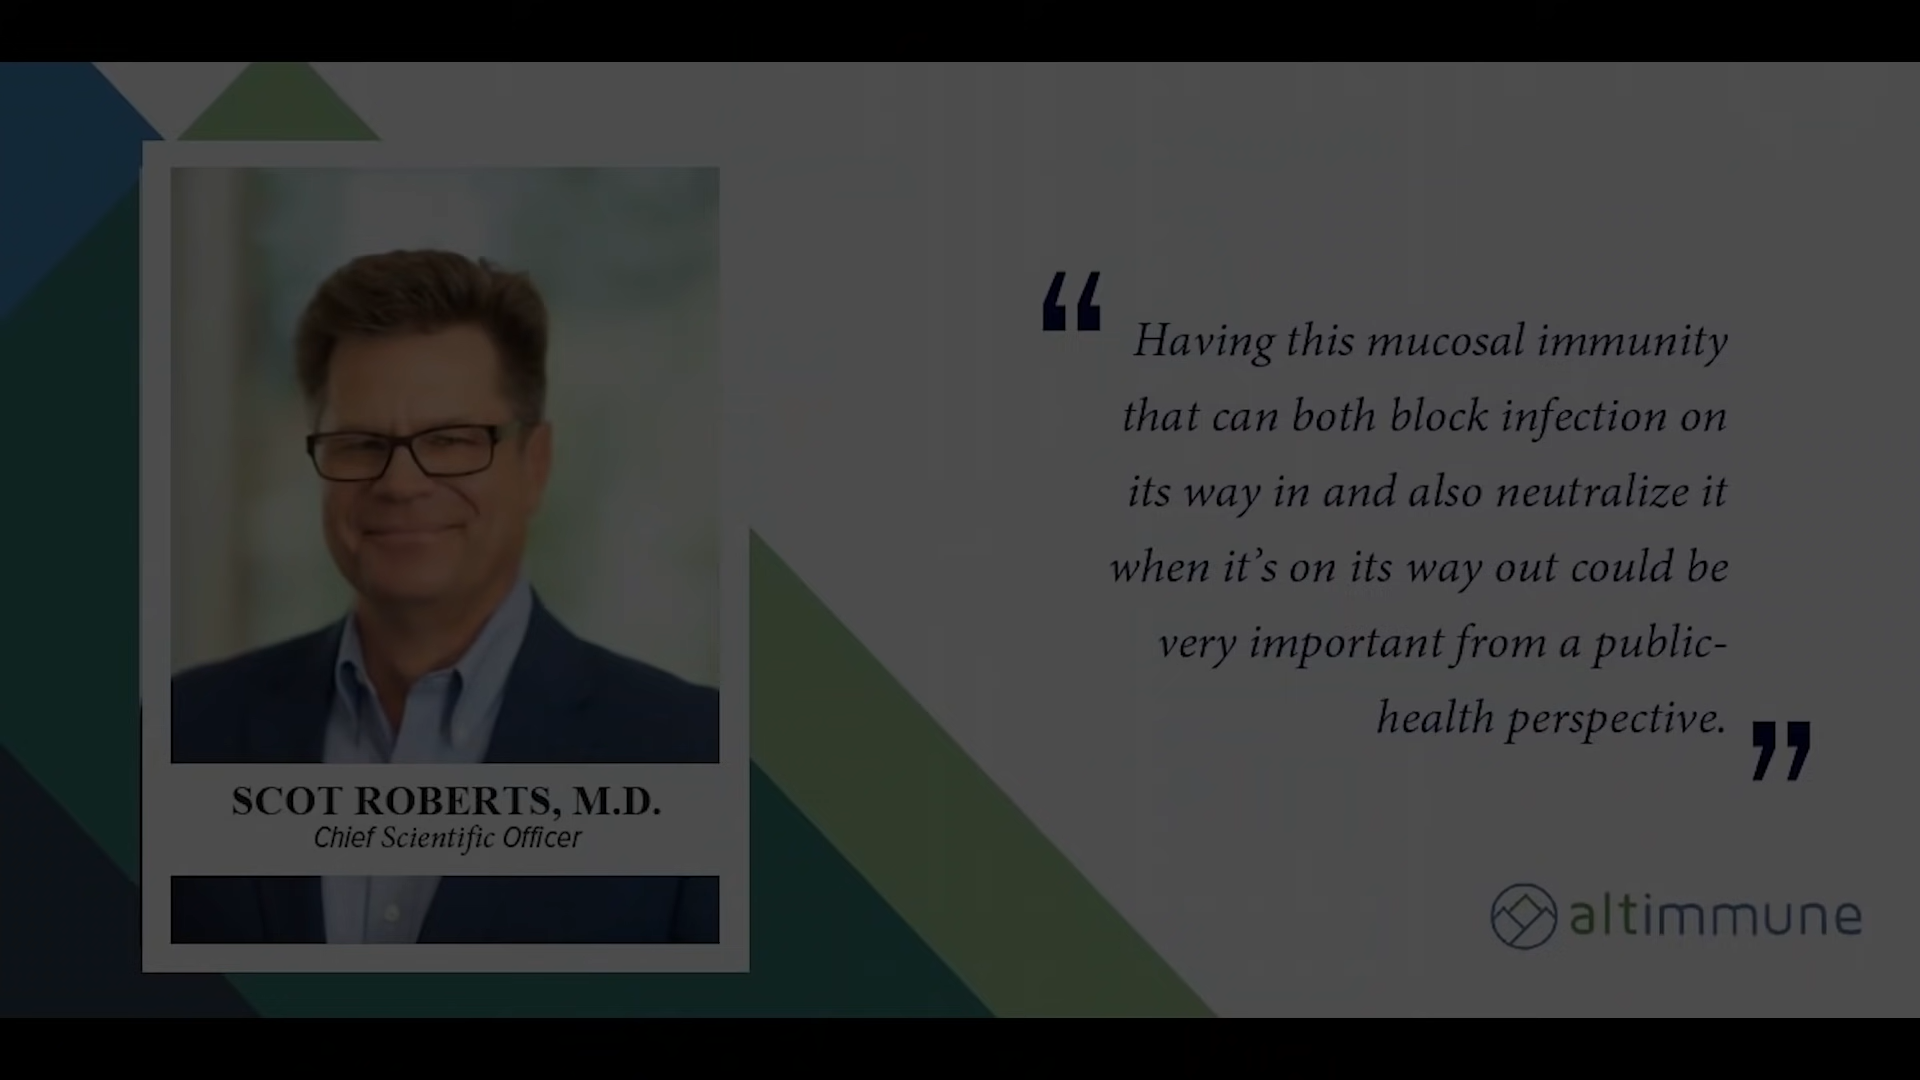 SCOT ROBERTS, M.D.
Chief Scientific Officer
“ Having this mucosal immunity
that can both block infection on
its way in and also neutralize it
when it’s on its way out could be
very important from a public-
health perspective. ”
altimmune